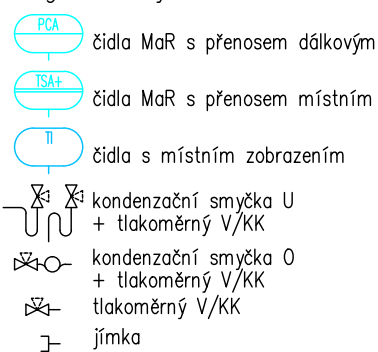 PCA
čidla MaR s přenosem dálkovým
TSA+
čidla MaR s přenosem místním
TI
čidla s místním zobrazením
kondenzační smyčka U
+ tlakoměrný V/KK
kondenzační smyčka O
+ tlakoměrný V/KK
tlakoměrný V/KK
jímka